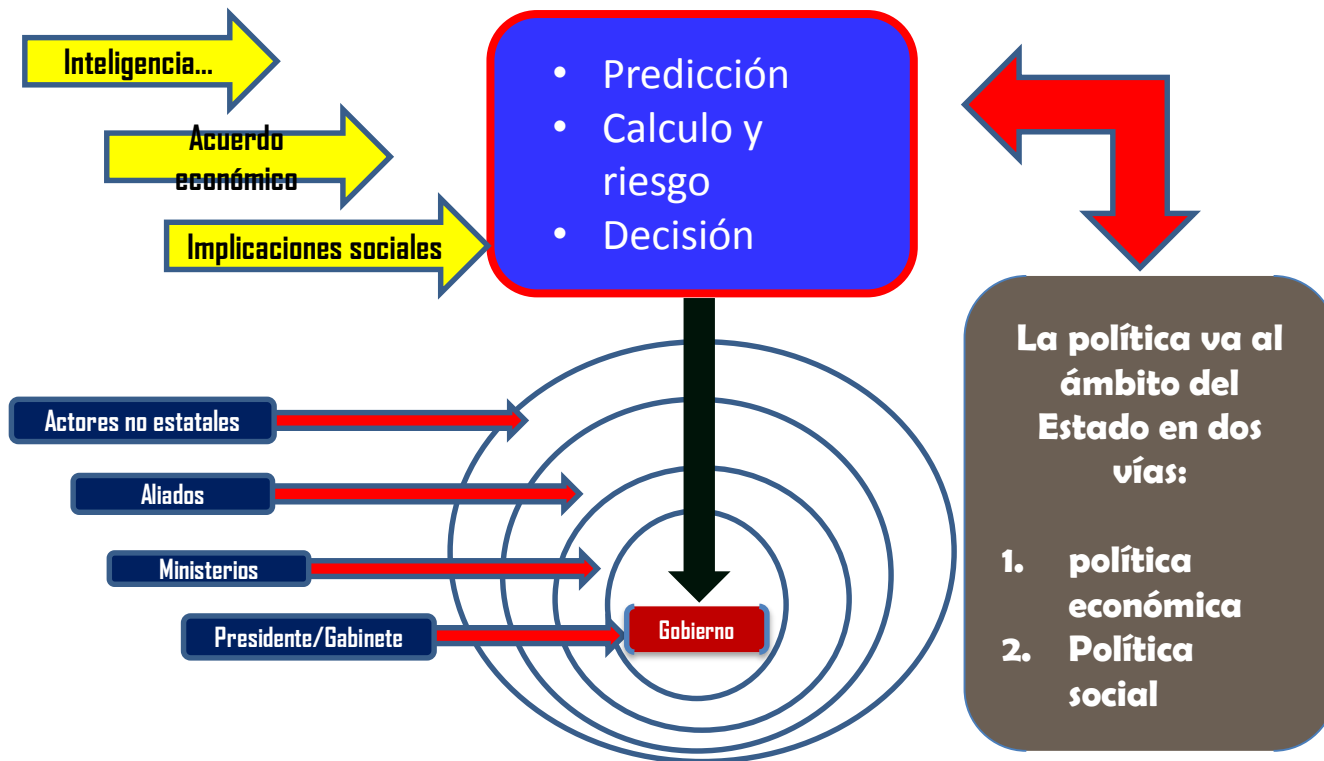 Inteligencia...
Acuerdo
económico
Implicaciones sociales
• Predicción
• Calculo y
riesgo
• Decisión
Actores no estatales
Aliados
Ministerios
Presidente/Gabinete
Gobierno
La política va al
ámbito del
Estado en dos
vías:
1. política
económica
2. Política
social